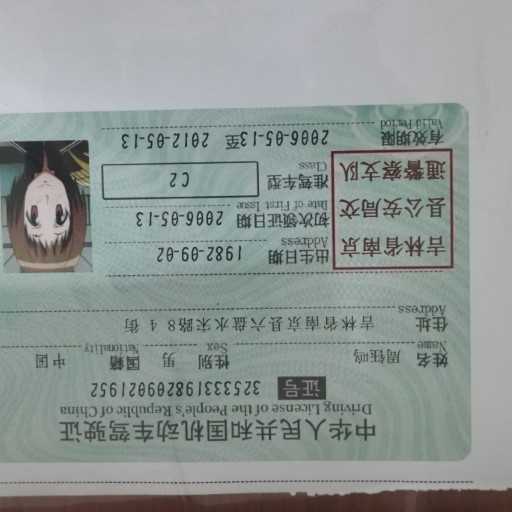 中华人民共和国机动车驾驶证
Driving License of the People's Republic of China
证号 325333198209021952
姓名 周钰鸣 性别 男 国籍 中国
Name Sex Nationality
住址 吉林省南京县六盘水宋路84街
Address
吉林省南京
县公安局交
通警察支队
出生日期 1982-09-02
Address
初次领证日期 2006-05-13
Date of First Issue
准驾车型 C2
Class
有效期限 2006-05-13至 2012-05-13
Valid Period